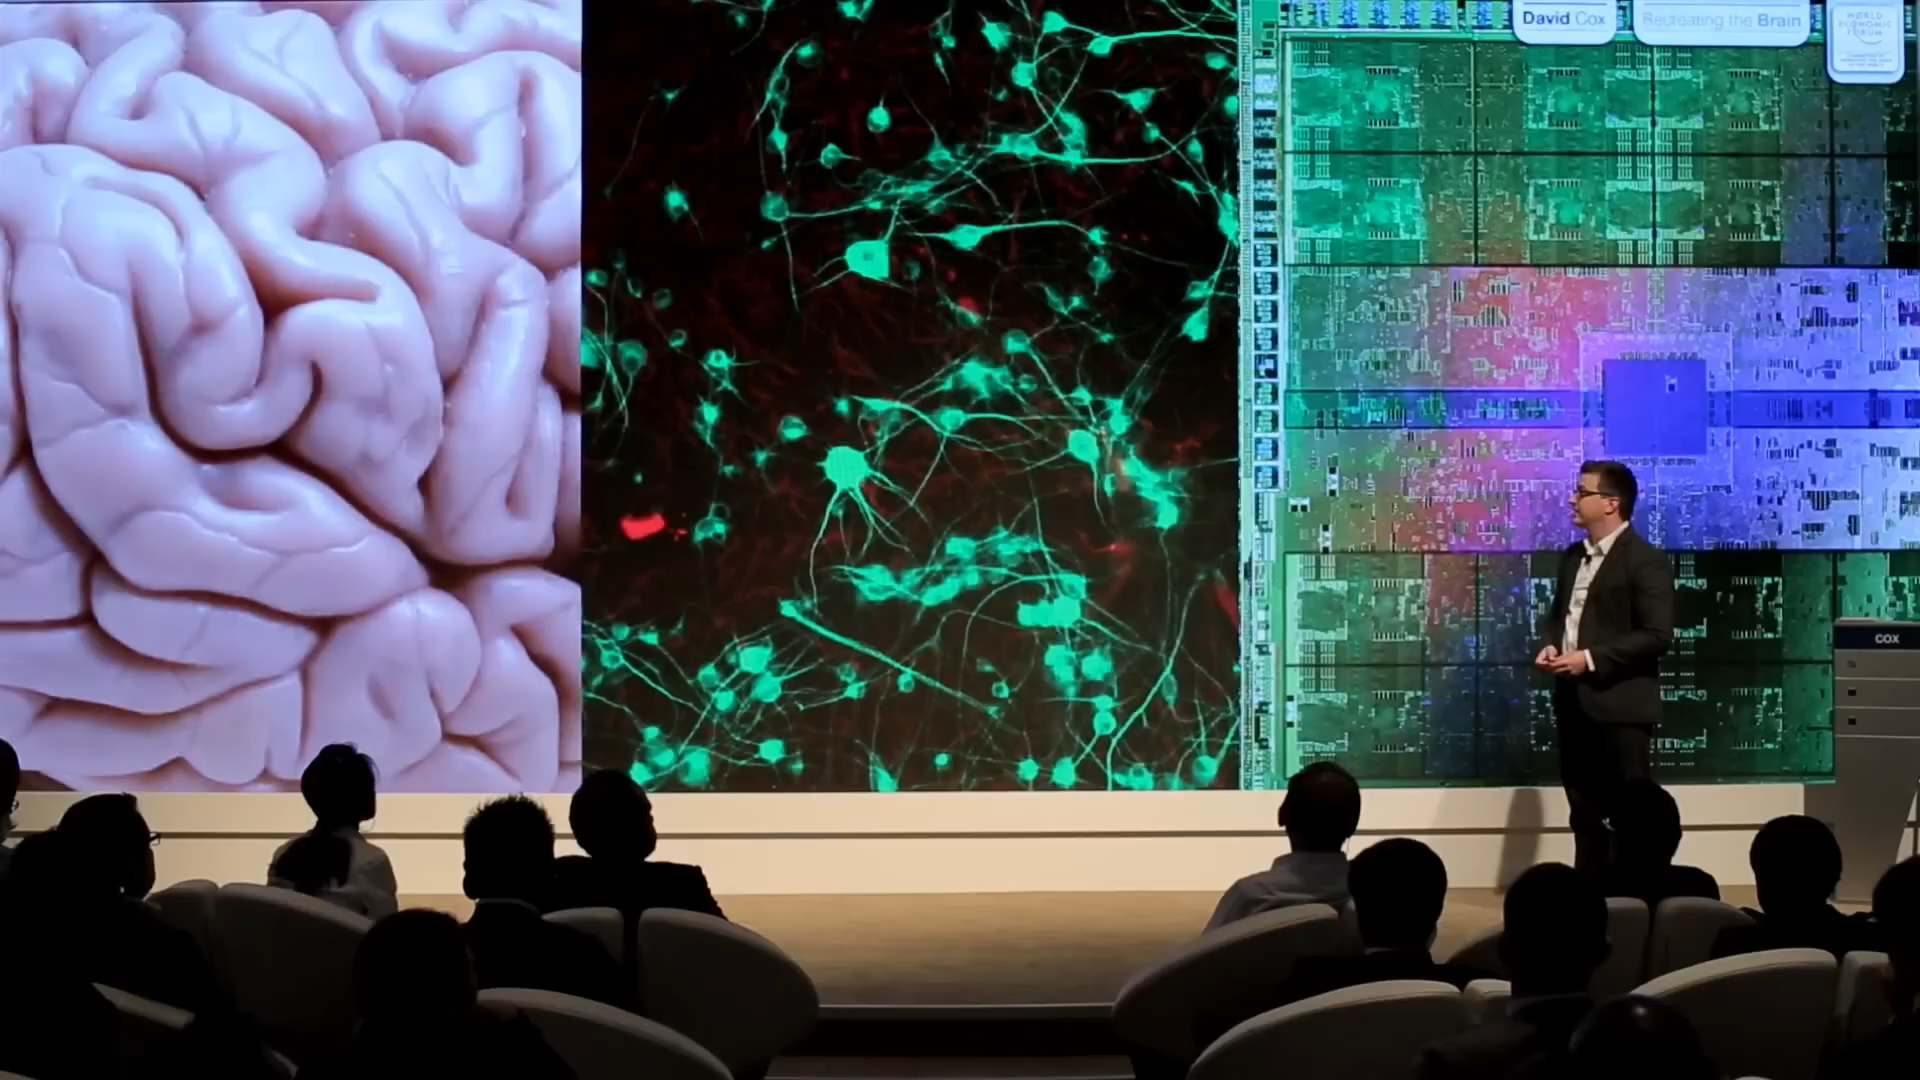 David Cox
Recreating the Brain
WORLD
ECONOMIC
FORUM
COX